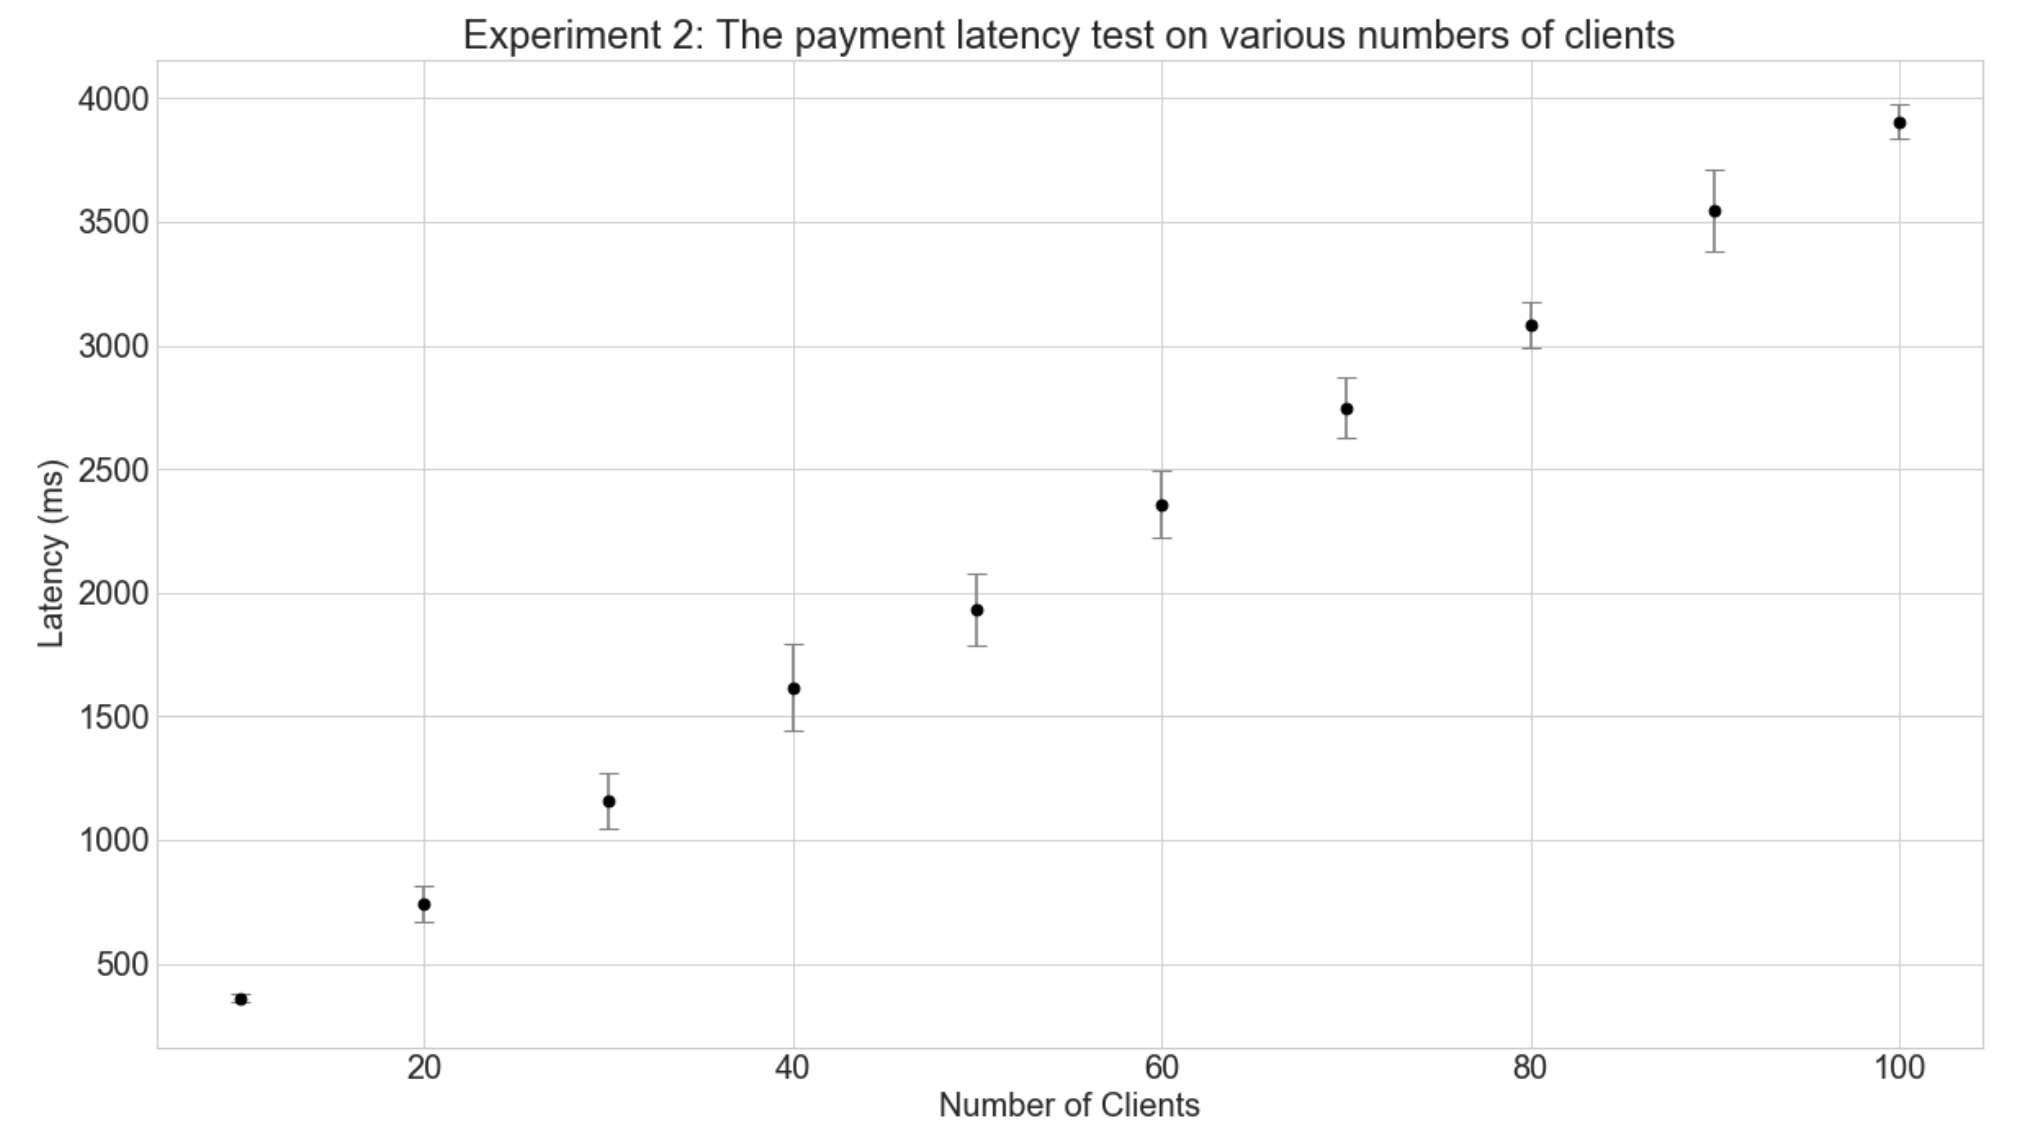 Experiment 2: The payment latency test on various numbers of clients
4000
3500
3000
2500
2000
1500
1000
500
Latency (ms)
20 40 60 80 100
Number of Clients